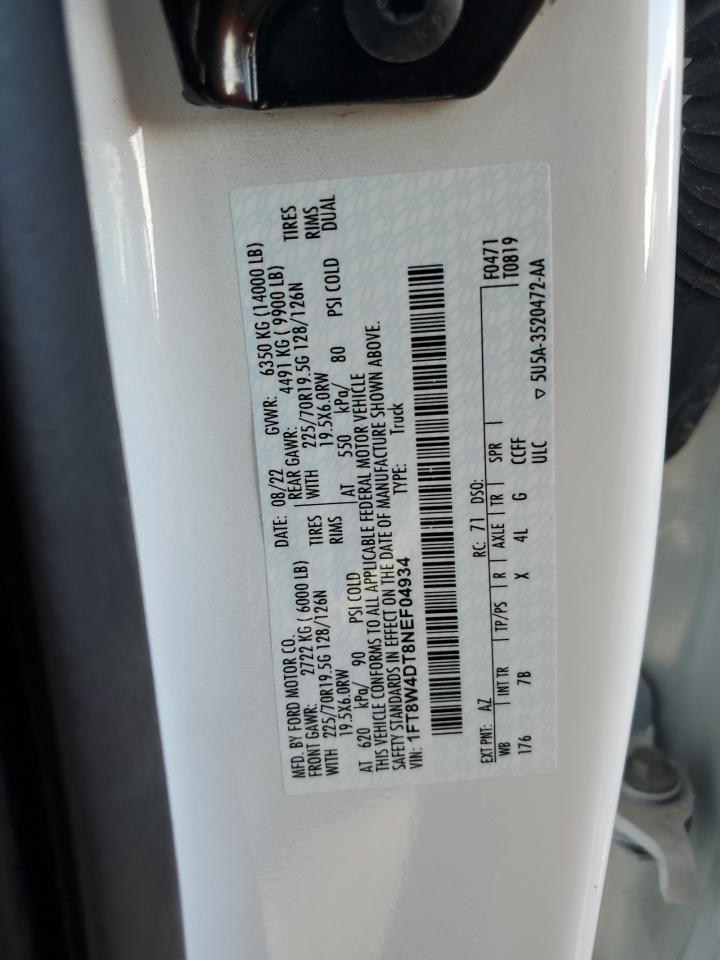 MFD. BY FORD MOTOR CO.
DATE: 08/22 GVWR: 6350 KG (14000 LB)
FRONT GAWR: 2722 KG ( 6000 LB) REAR GAWR: 4491 KG ( 9900 LB)
WITH 225/70R19.5G 128/126N TIRES WITH 225/70R19.5G 128/126N TIRES
19.5X6.0RW RIMS 19.5X6.0RW RIMS
AT 620 kPa/ 90 PSI COLD AT 550 kPa/ 80 PSI COLD DUAL
THIS VEHICLE CONFORMS TO ALL APPLICABLE FEDERAL MOTOR VEHICLE
SAFETY STANDARDS IN EFFECT ON THE DATE OF MANUFACTURE SHOWN ABOVE.
VIN: 1FT8W4DT8NEF04934 TYPE: Truck
EXT PNT: AZ RC: 71 DSO: F0471
WB INT TR TP/PS R AXLE TR SPR T0819
176 7B X 4L G CCFF
ULC ▽ 5U5A-3520472-AA